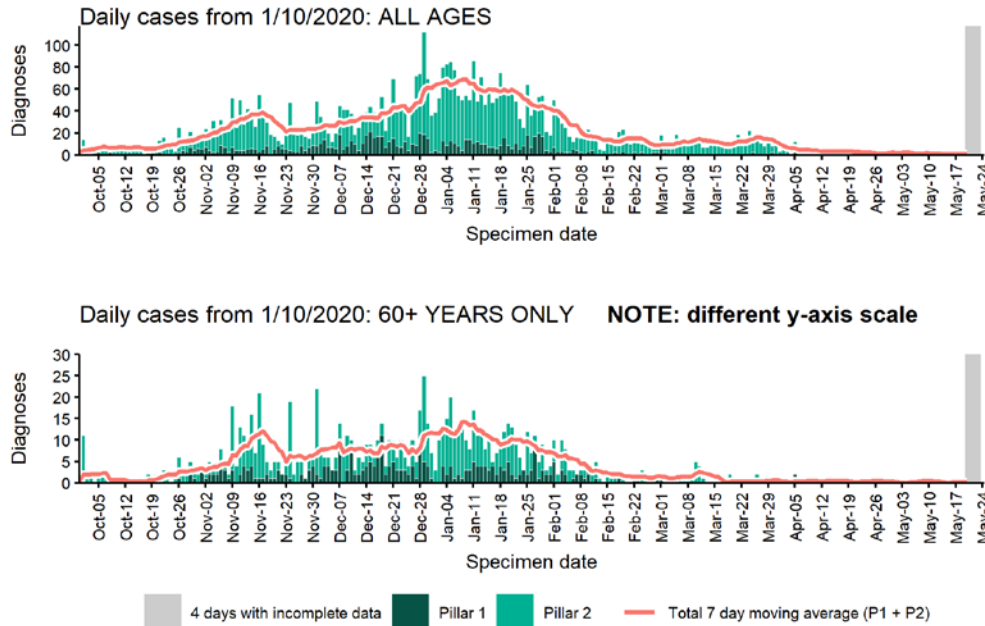 Daily cases from 1/10/2020: ALL AGES
Diagnoses
100
80
60
40
20
0
Oct-05 Oct-12 Oct-19 Oct-26 Nov-02 Nov-09 Nov-16 Nov-23 Nov-30 Dec-07 Dec-14 Dec-21 Dec-28 Jan-04 Jan-11 Jan-18 Jan-25 Feb-01 Feb-08 Feb-15 Feb-22 Mar-01 Mar-08 Mar-15 Mar-22 Mar-29 Apr-05 Apr-12 Apr-19 Apr-26 May-03 May-10 May-17 May-24
Specimen date
Daily cases from 1/10/2020: 60+ YEARS ONLY NOTE: different y-axis scale
Diagnoses
30
25
20
15
10
5
0
Oct-05 Oct-12 Oct-19 Oct-26 Nov-02 Nov-09 Nov-16 Nov-23 Nov-30 Dec-07 Dec-14 Dec-21 Dec-28 Jan-04 Jan-11 Jan-18 Jan-25 Feb-01 Feb-08 Feb-15 Feb-22 Mar-01 Mar-08 Mar-15 Mar-22 Mar-29 Apr-05 Apr-12 Apr-19 Apr-26 May-03 May-10 May-17 May-24
Specimen date
4 days with incomplete data Pillar 1 Pillar 2 Total 7 day moving average (P1 + P2)